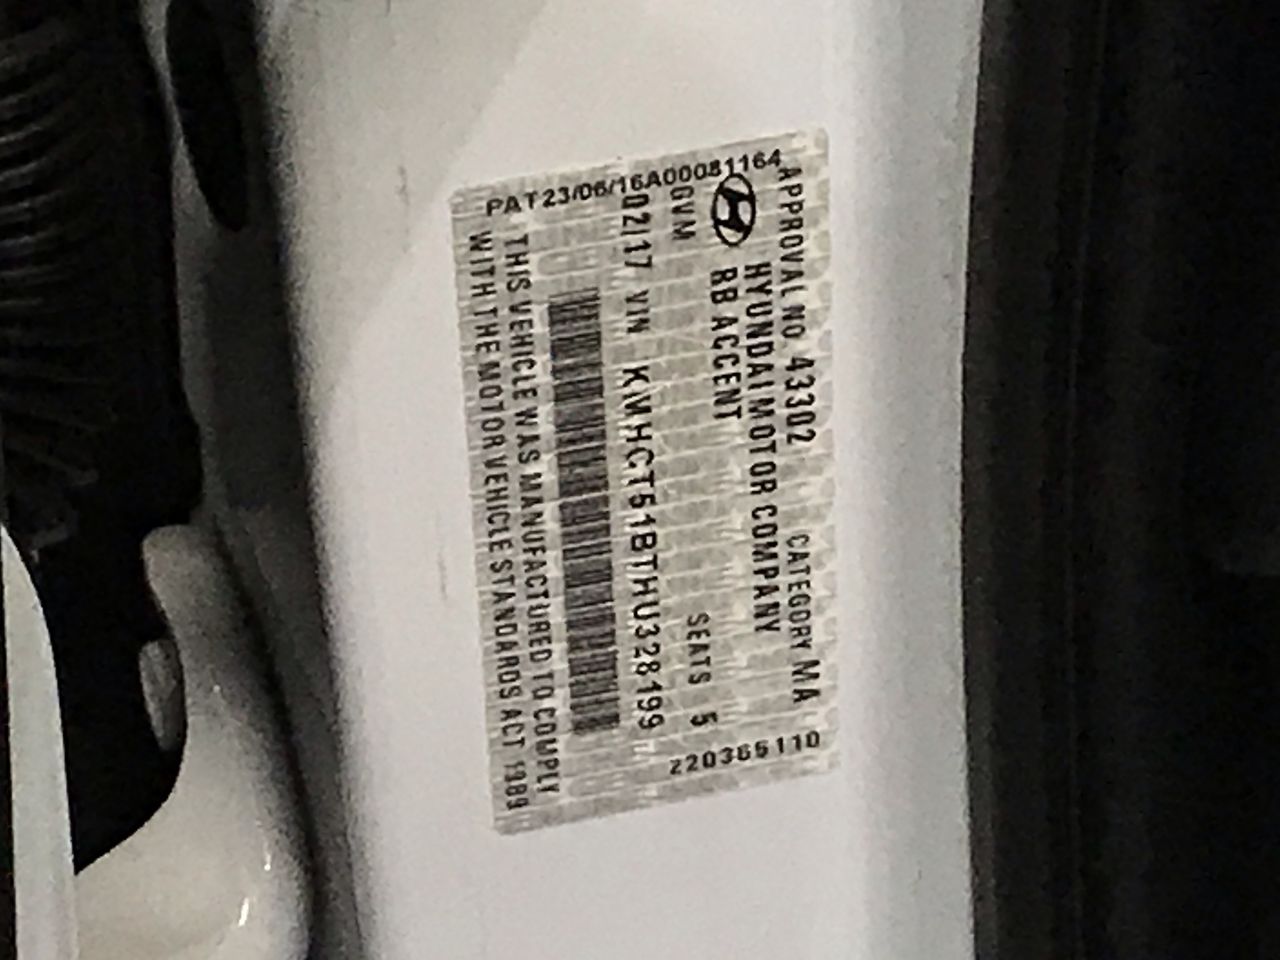 APPROVAL NO. 43302 CATEGORY MA
HYUNDAI MOTOR COMPANY
RB ACCENT
GVM SEATS 5
02/17 VIN KMHCT51BTHU328199
THIS VEHICLE WAS MANUFACTURED TO COMPLY
WITH THE MOTOR VEHICLE STANDARDS ACT 1989
PAT23/06/16A00081164
220365110